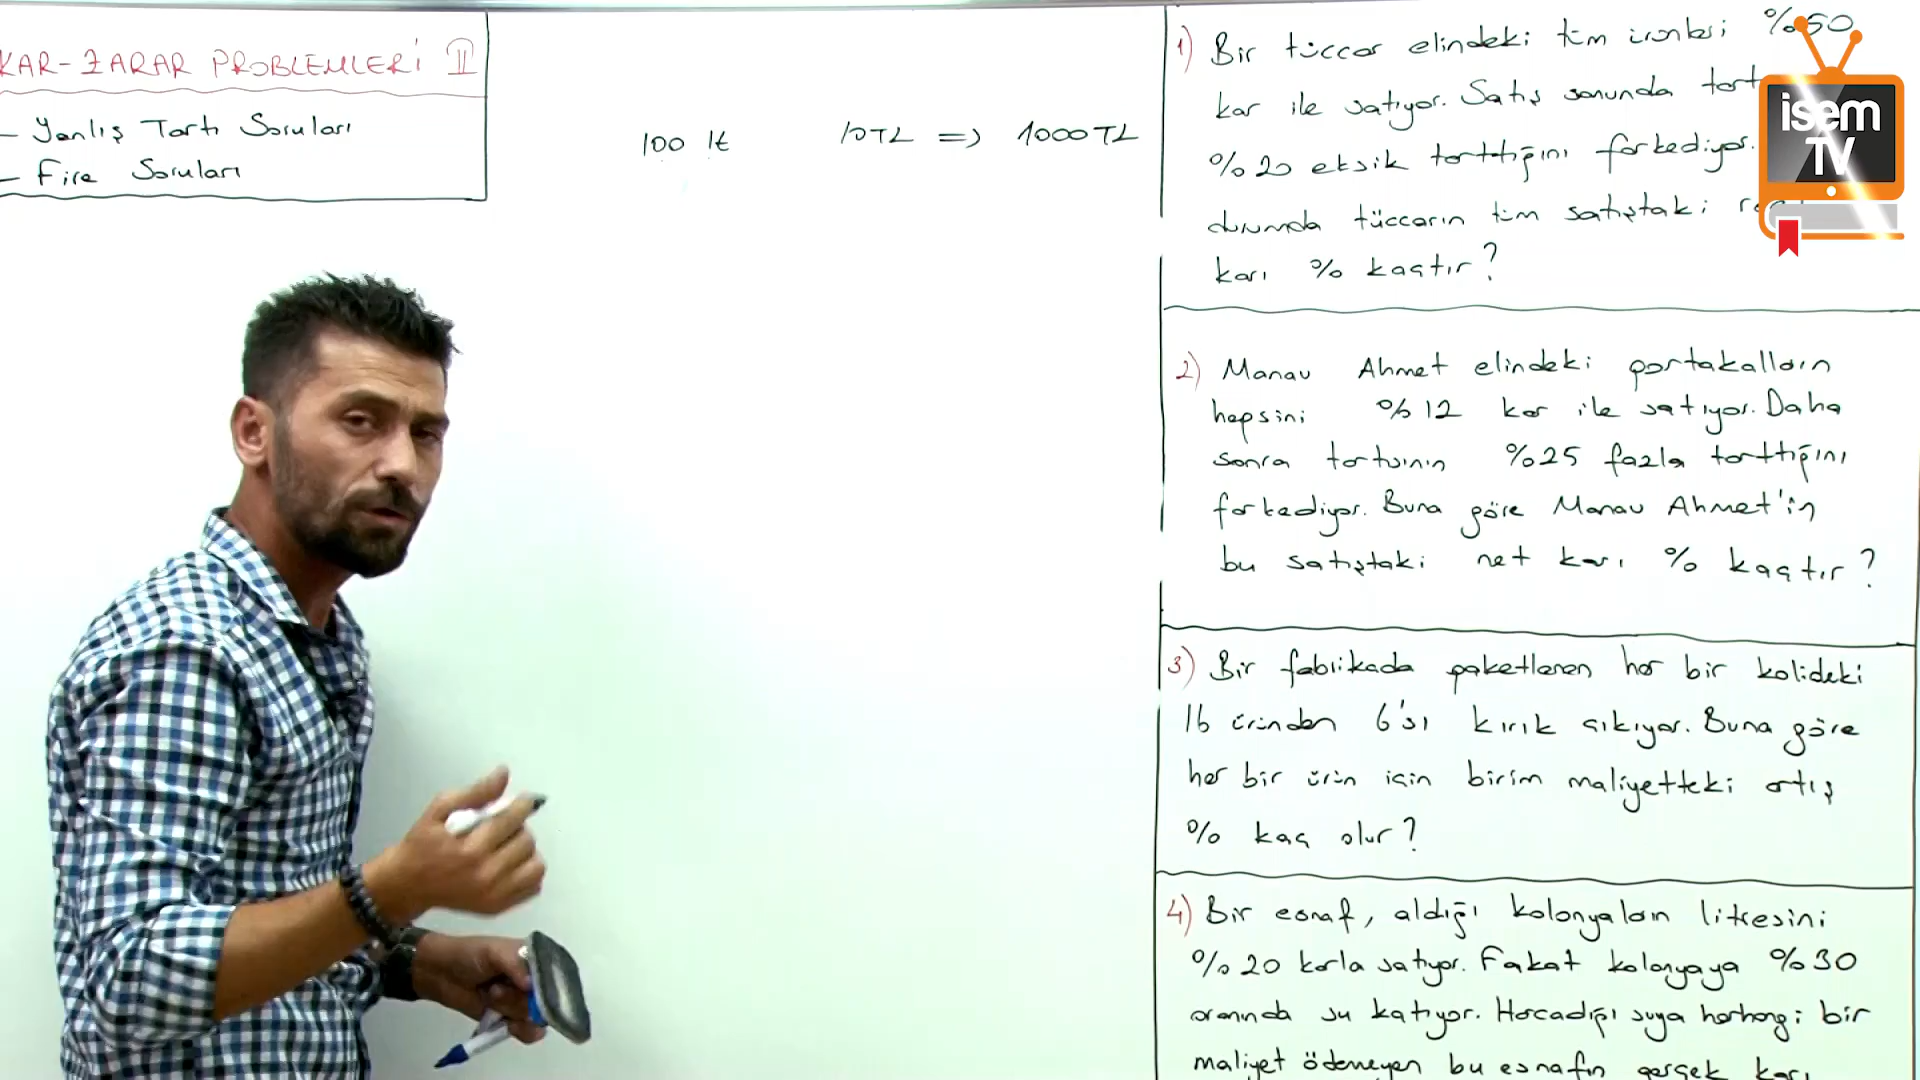 KAR-ZARAR PROBLEMLERİ II
- Yanlış Tartı Soruları
- Fire Soruları
100 lt 10TL => 1000TL
1) Bir tüccar elindeki tüm ürünleri %50
kar ile satıyor. Satış sonunda tart
%20 eksik tarttığını farkediyor.
durumda tüccarın tüm satıştaki
karı % kaçtır?
2) Manav Ahmet elindeki portakalların
hepsini %12 kar ile satıyor. Daha
sonra tartısının %25 fazla tarttığını
farkediyor. Buna göre Manav Ahmet'in
bu satıştaki net karı % kaçtır?
3) Bir fabrikada paketlenen her bir kolideki
16 üründen 6'sı kırık çıkıyor. Buna göre
her bir ürün için birim maliyetteki artış
% kaç olur?
4) Bir esnaf, aldığı kolonyaların litresini
%20 karla satıyor. Fakat kolonyaya %30
oranında su katıyor. Harcadığı suya herhangi bir
maliyet ödemeyen bu esnafın gerçek karı
isem
TV